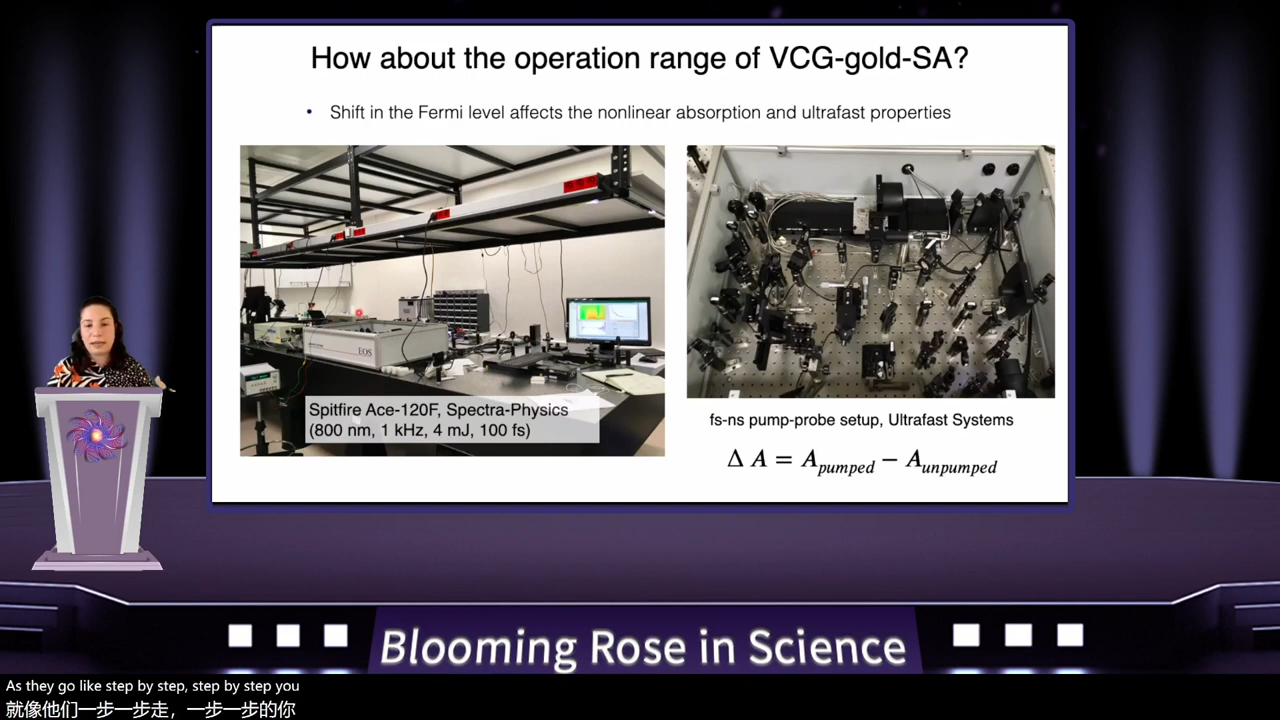 How about the operation range of VCG-gold-SA?
• Shift in the Fermi level affects the nonlinear absorption and ultrafast properties
EOS
Spitfire Ace-120F, Spectra-Physics
(800 nm, 1 kHz, 4 mJ, 100 fs)
fs-ns pump-probe setup, Ultrafast Systems
Δ A = A_pumped − A_unpumped
Blooming Rose in Science
As they go like step by step, step by step you
就像他们一步一步走，一步一步的你